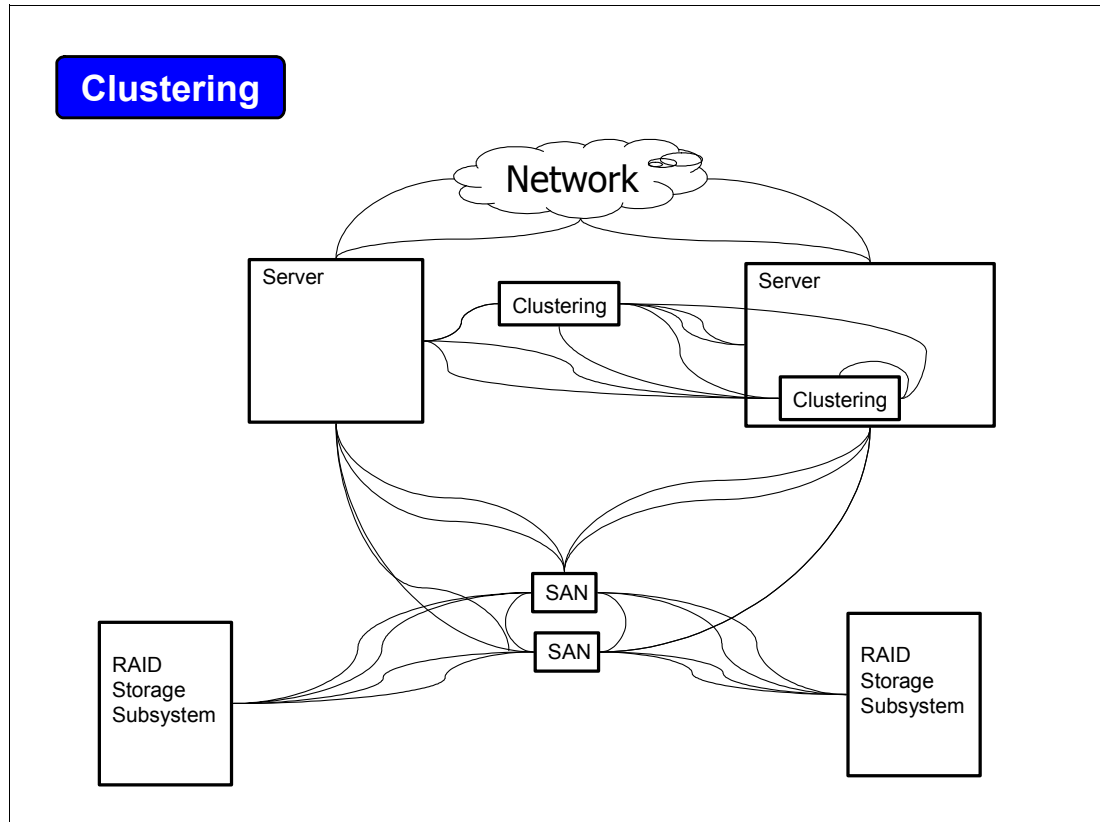 Clustering
Network
Server
Server
Clustering
Clustering
SAN
SAN
RAID
Storage
Subsystem
RAID
Storage
Subsystem